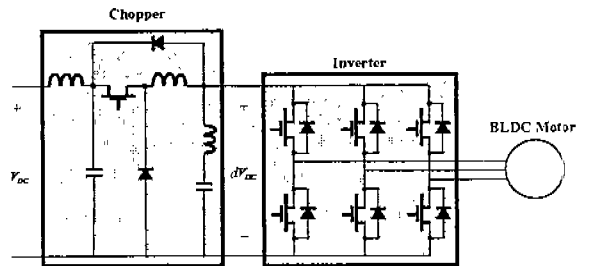 Chopper
Inverter
BLDC Motor
+
+
V_DC
dV_DC
−
−